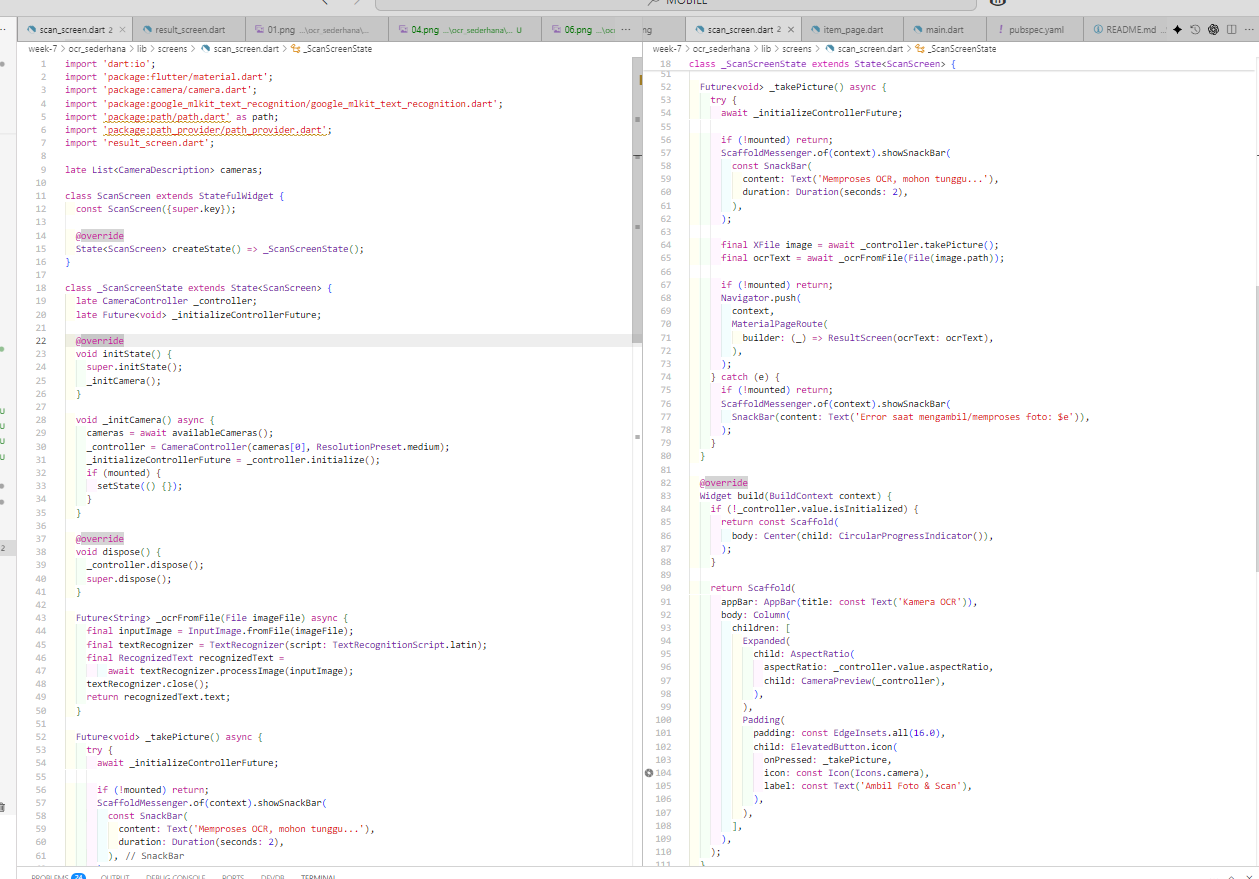 MOBILE
scan_screen.dart 2 ×
result_screen.dart
01.png ...\ocr_sederhana\...
04.png ...\ocr_sederhana\... U
06.png ...\ocr
...
ng
scan_screen.dart 2 ×
item_page.dart
main.dart
! pubspec.yaml
README.md ...
week-7 > ocr_sederhana > lib > screens > scan_screen.dart > _ScanScreenState
1 import 'dart:io';
2 import 'package:flutter/material.dart';
3 import 'package:camera/camera.dart';
4 import 'package:google_mlkit_text_recognition/google_mlkit_text_recognition.dart';
5 import 'package:path/path.dart' as path;
6 import 'package:path_provider/path_provider.dart';
7 import 'result_screen.dart';
8
9 late List<CameraDescription> cameras;
10
11 class ScanScreen extends StatefulWidget {
12 const ScanScreen({super.key});
13
14 @override
15 State<ScanScreen> createState() => _ScanScreenState();
16 }
17
18 class _ScanScreenState extends State<ScanScreen> {
19 late CameraController _controller;
20 late Future<void> _initializeControllerFuture;
21
22 @override
23 void initState() {
24 super.initState();
25 _initCamera();
26 }
27
28 void _initCamera() async {
29 cameras = await availableCameras();
30 _controller = CameraController(cameras[0], ResolutionPreset.medium);
31 _initializeControllerFuture = _controller.initialize();
32 if (mounted) {
33 setState(() {});
34 }
35 }
36
37 @override
38 void dispose() {
39 _controller.dispose();
40 super.dispose();
41 }
42
43 Future<String> _ocrFromFile(File imageFile) async {
44 final inputImage = InputImage.fromFile(imageFile);
45 final textRecognizer = TextRecognizer(script: TextRecognitionScript.latin);
46 final RecognizedText recognizedText =
47 await textRecognizer.processImage(inputImage);
48 textRecognizer.close();
49 return recognizedText.text;
50 }
51
52 Future<void> _takePicture() async {
53 try {
54 await _initializeControllerFuture;
55
56 if (!mounted) return;
57 ScaffoldMessenger.of(context).showSnackBar(
58 const SnackBar(
59 content: Text('Memproses OCR, mohon tunggu...'),
60 duration: Duration(seconds: 2),
61 ), // SnackBar
week-7 > ocr_sederhana > lib > screens > scan_screen.dart > _ScanScreenState
18 class _ScanScreenState extends State<ScanScreen> {
51
52 Future<void> _takePicture() async {
53 try {
54 await _initializeControllerFuture;
55
56 if (!mounted) return;
57 ScaffoldMessenger.of(context).showSnackBar(
58 const SnackBar(
59 content: Text('Memproses OCR, mohon tunggu...'),
60 duration: Duration(seconds: 2),
61 ),
62 );
63
64 final XFile image = await _controller.takePicture();
65 final ocrText = await _ocrFromFile(File(image.path));
66
67 if (!mounted) return;
68 Navigator.push(
69 context,
70 MaterialPageRoute(
71 builder: (_) => ResultScreen(ocrText: ocrText),
72 ),
73 );
74 } catch (e) {
75 if (!mounted) return;
76 ScaffoldMessenger.of(context).showSnackBar(
77 SnackBar(content: Text('Error saat mengambil/memproses foto: $e')),
78 );
79 }
80 }
81
82 @override
83 Widget build(BuildContext context) {
84 if (!_controller.value.isInitialized) {
85 return const Scaffold(
86 body: Center(child: CircularProgressIndicator()),
87 );
88 }
89
90 return Scaffold(
91 appBar: AppBar(title: const Text('Kamera OCR')),
92 body: Column(
93 children: [
94 Expanded(
95 child: AspectRatio(
96 aspectRatio: _controller.value.aspectRatio,
97 child: CameraPreview(_controller),
98 ),
99 ),
100 Padding(
101 padding: const EdgeInsets.all(16.0),
102 child: ElevatedButton.icon(
103 onPressed: _takePicture,
104 icon: const Icon(Icons.camera),
105 label: const Text('Ambil Foto & Scan'),
106 ),
107 ),
108 ],
109 ),
110 );
111 }
U
U
U
U
2
PROBLEMS 24 OUTPUT DEBUG CONSOLE PORTS DEVDB TERMINAL